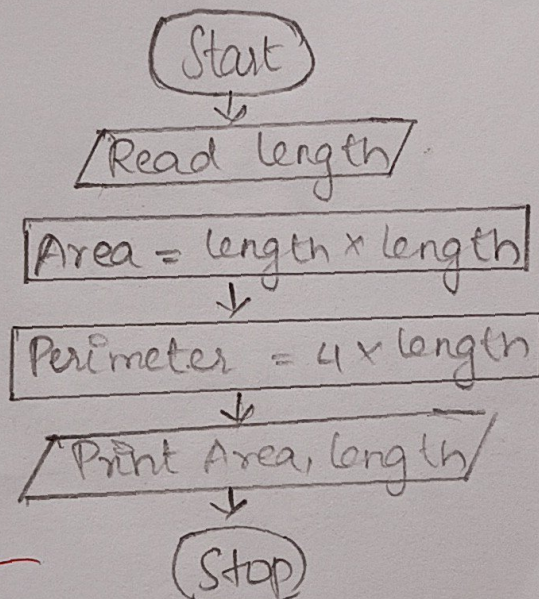 Start
Read length
Area = length x length
Perimeter = 4 x length
Print Area, length
Stop